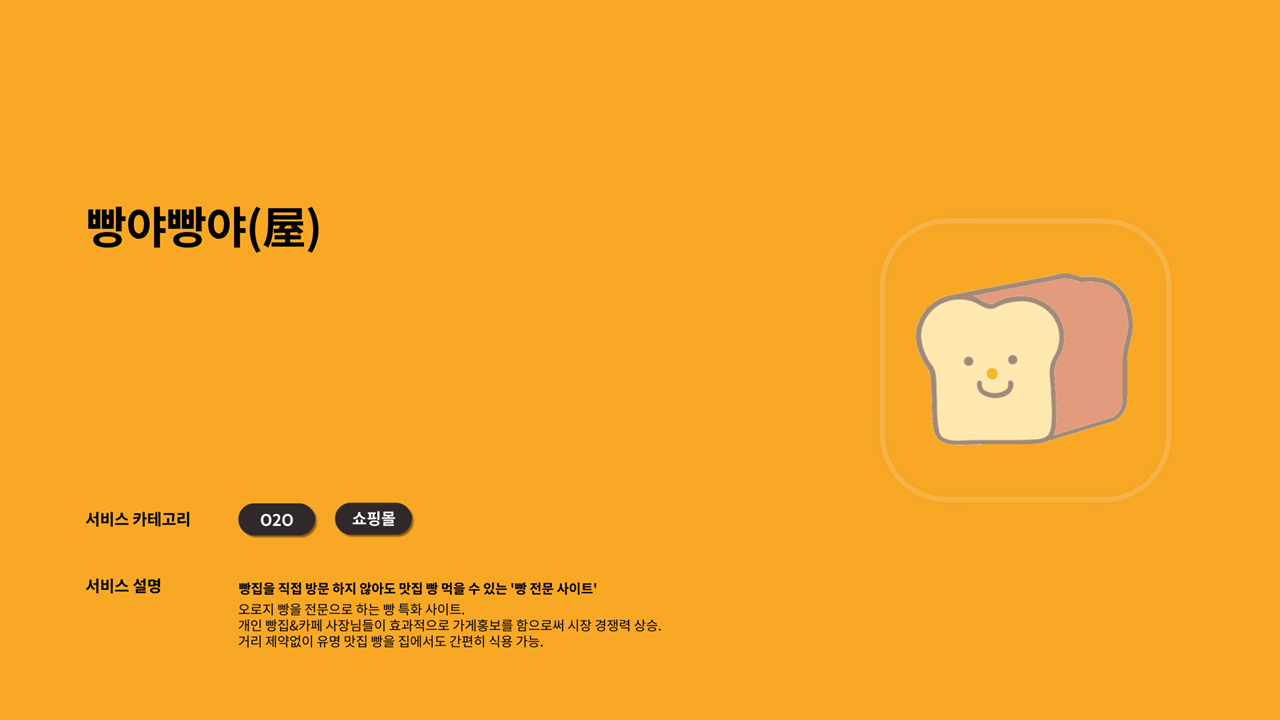 빵야빵야(屋)
서비스 카테고리
O2O
쇼핑몰
서비스 설명
빵집을 직접 방문 하지 않아도 맛집 빵 먹을 수 있는 '빵 전문 사이트'
오로지 빵을 전문으로 하는 빵 특화 사이트.
개인 빵집&카페 사장님들이 효과적으로 가게홍보를 함으로써 시장 경쟁력 상승.
거리 제약없이 유명 맛집 빵을 집에서도 간편히 식용 가능.